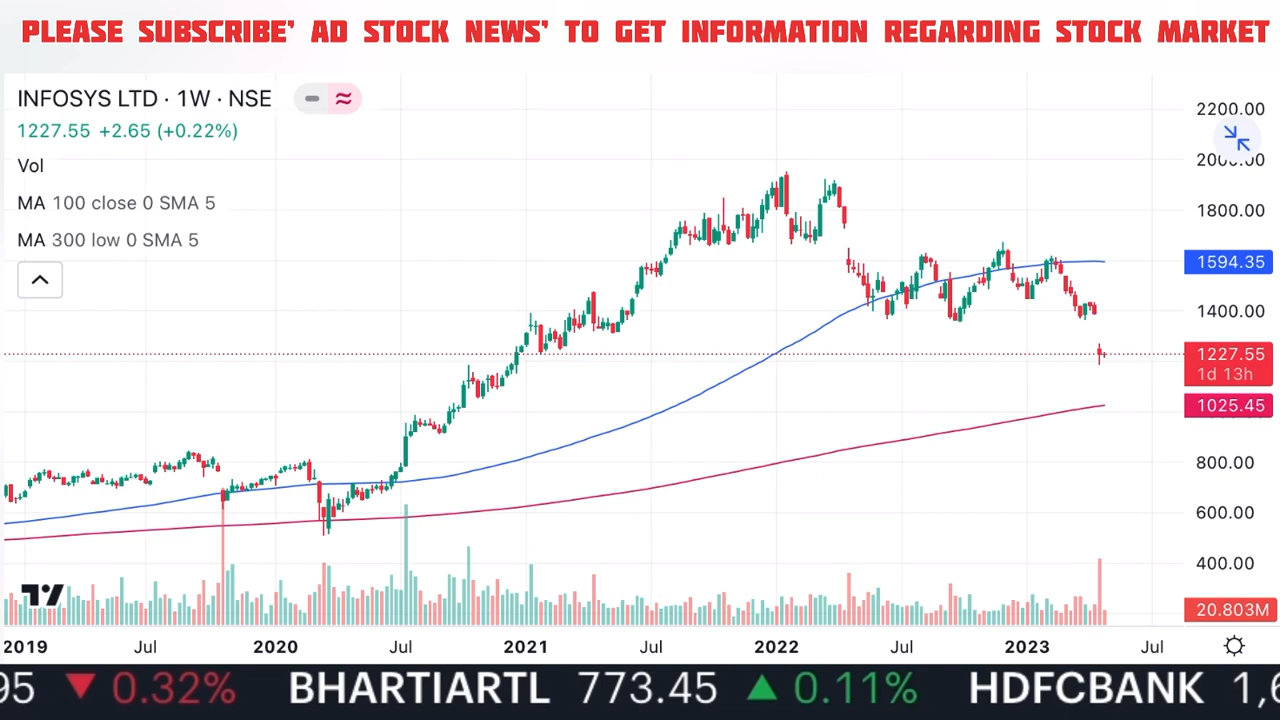 PLEASE SUBSCRIBE' AD STOCK NEWS' TO GET INFORMATION REGARDING STOCK MARKET
INFOSYS LTD · 1W · NSE
1227.55 +2.65 (+0.22%)
Vol
MA 100 close 0 SMA 5
MA 300 low 0 SMA 5
2200.00
1800.00
1594.35
1400.00
1227.55
1d 13h
1025.45
800.00
600.00
400.00
20.803M
2019 Jul 2020 Jul 2021 Jul 2022 Jul 2023 Jul
95 ▼ 0.32% BHARTIARTL 773.45 ▲ 0.11% HDFCBANK 1,6